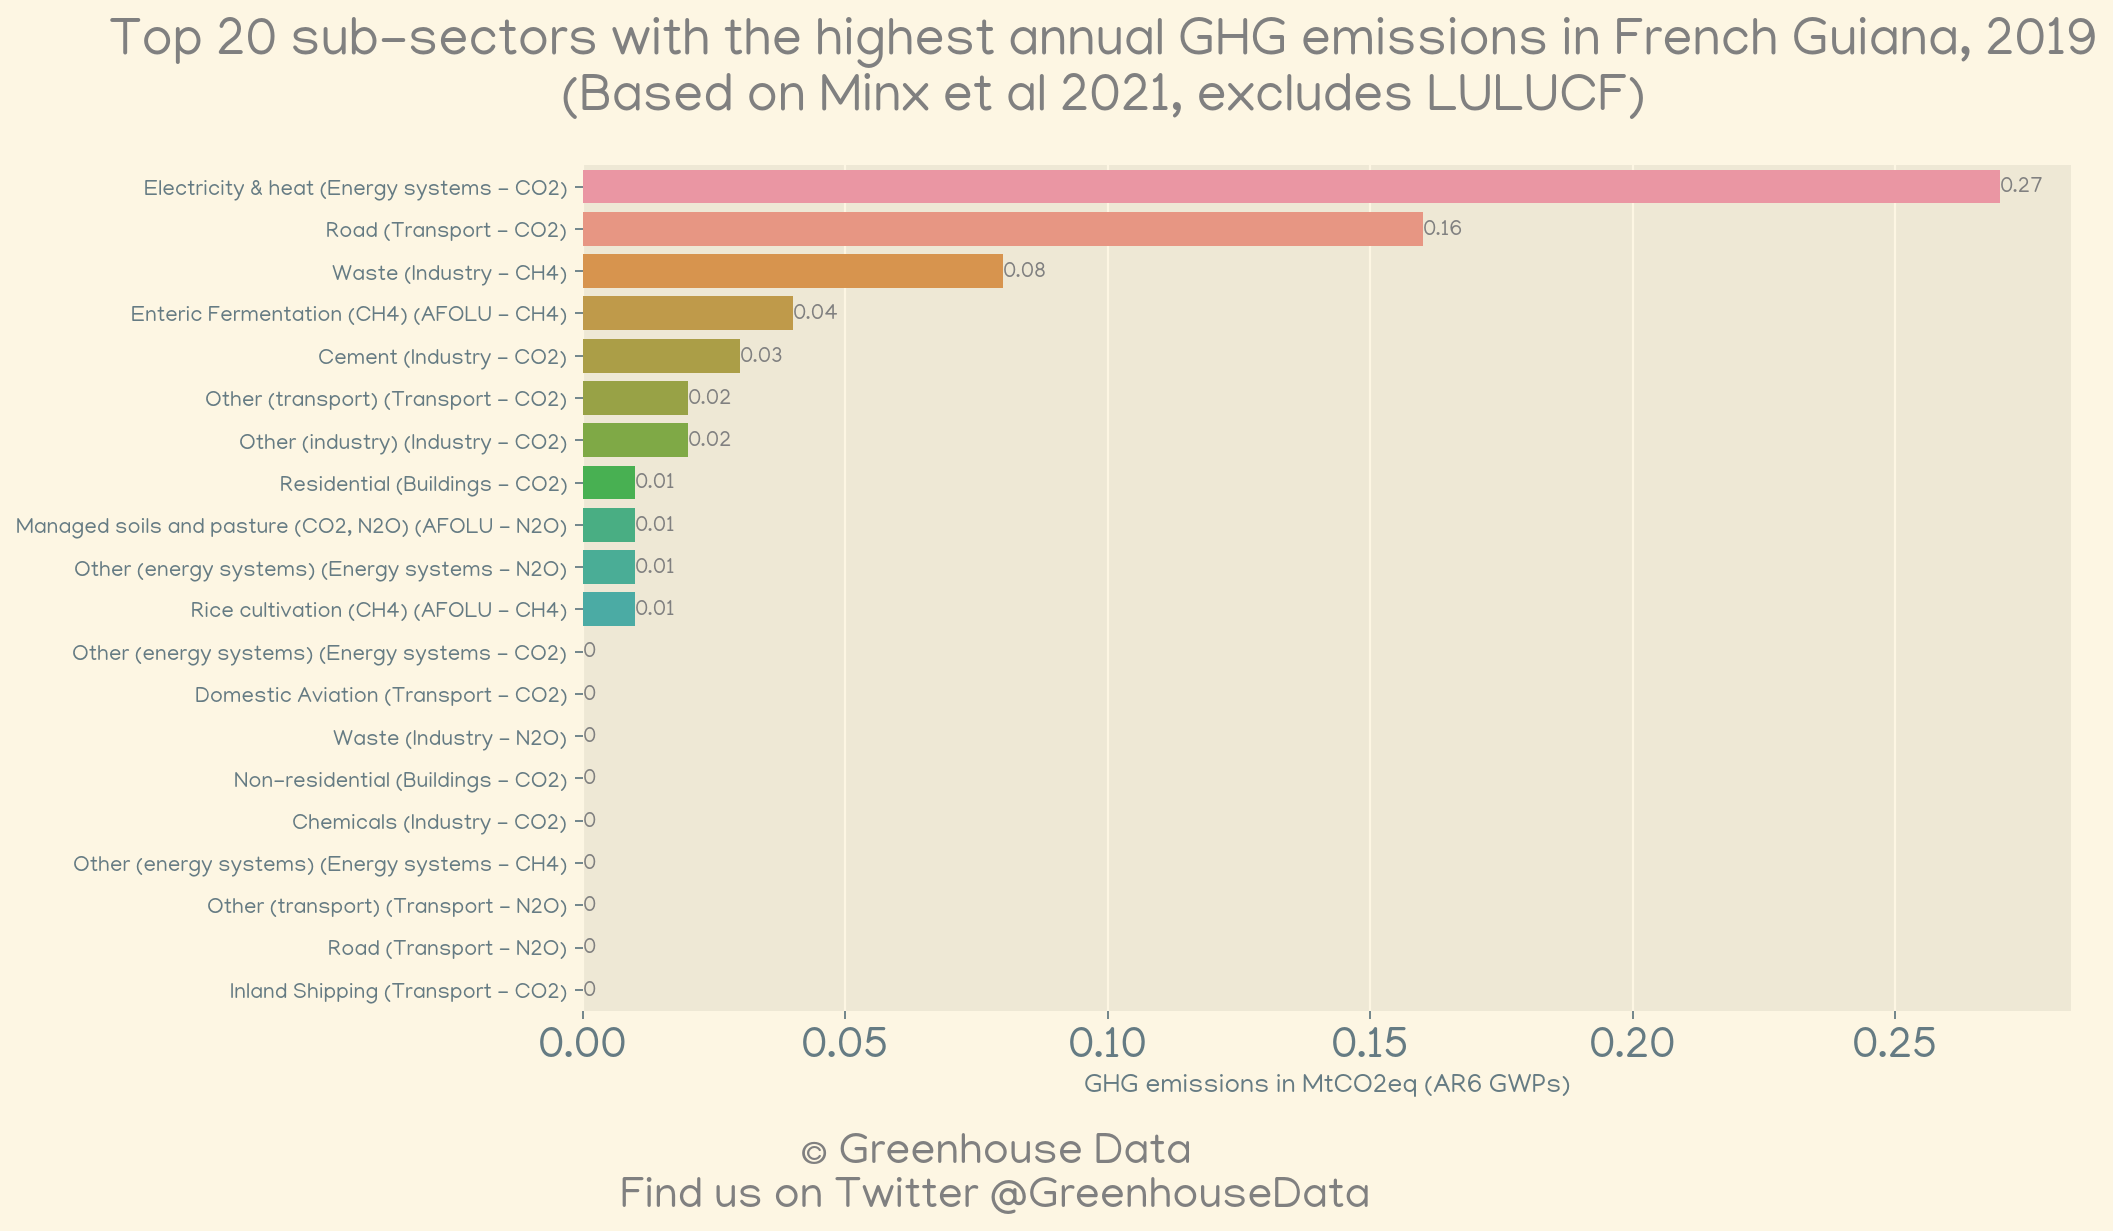 Top 20 sub-sectors with the highest annual GHG emissions in French Guiana, 2019
(Based on Minx et al 2021, excludes LULUCF)
Electricity & heat (Energy systems - CO2) 0.27
Road (Transport - CO2) 0.16
Waste (Industry - CH4) 0.08
Enteric Fermentation (CH4) (AFOLU - CH4) 0.04
Cement (Industry - CO2) 0.03
Other (transport) (Transport - CO2) 0.02
Other (industry) (Industry - CO2) 0.02
Residential (Buildings - CO2) 0.01
Managed soils and pasture (CO2, N2O) (AFOLU - N2O) 0.01
Other (energy systems) (Energy systems - N2O) 0.01
Rice cultivation (CH4) (AFOLU - CH4) 0.01
Other (energy systems) (Energy systems - CO2) 0
Domestic Aviation (Transport - CO2) 0
Waste (Industry - N2O) 0
Non-residential (Buildings - CO2) 0
Chemicals (Industry - CO2) 0
Other (energy systems) (Energy systems - CH4) 0
Other (transport) (Transport - N2O) 0
Road (Transport - N2O) 0
Inland Shipping (Transport - CO2) 0
0.00 0.05 0.10 0.15 0.20 0.25
GHG emissions in MtCO2eq (AR6 GWPs)
© Greenhouse Data
Find us on Twitter @GreenhouseData